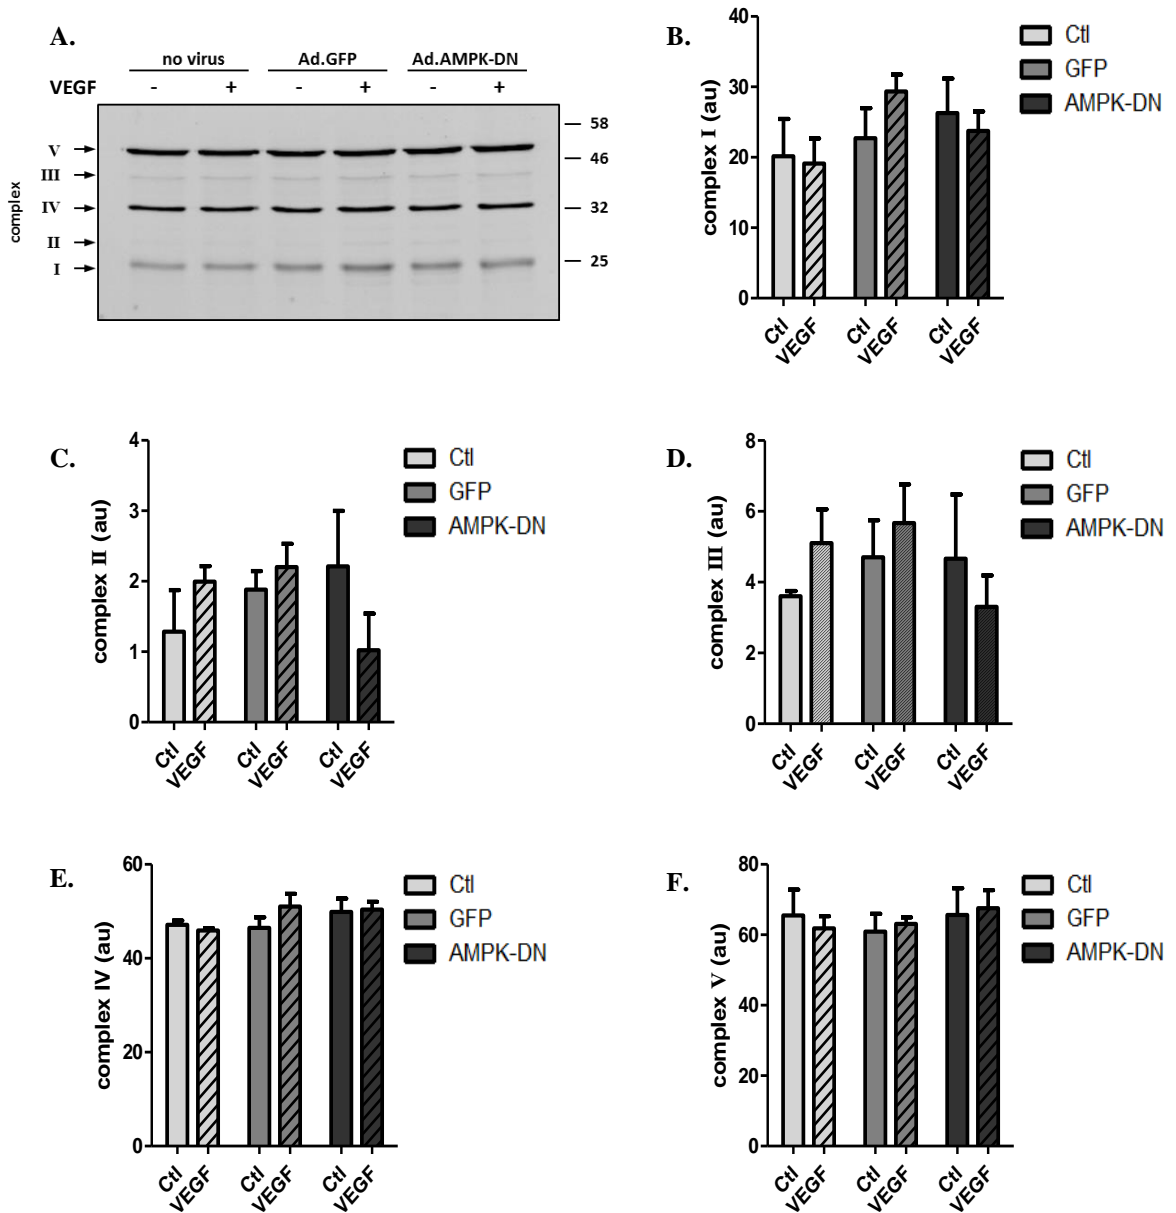 A.
no virus Ad.GFP Ad.AMPK-DN
VEGF - + - + - +
complex
V
III
IV
II
I
58
46
32
25
B.
complex I (au)
40
30
20
10
0
Ctl VEGF Ctl VEGF Ctl VEGF
Ctl
GFP
AMPK-DN
C.
complex II (au)
4
3
2
1
0
Ctl VEGF Ctl VEGF Ctl VEGF
Ctl
GFP
AMPK-DN
D.
complex III (au)
8
6
4
2
0
Ctl VEGF Ctl VEGF Ctl VEGF
Ctl
GFP
AMPK-DN
E.
complex IV (au)
60
40
20
0
Ctl VEGF Ctl VEGF Ctl VEGF
Ctl
GFP
AMPK-DN
F.
complex V (au)
80
60
40
20
0
Ctl VEGF Ctl VEGF Ctl VEGF
Ctl
GFP
AMPK-DN